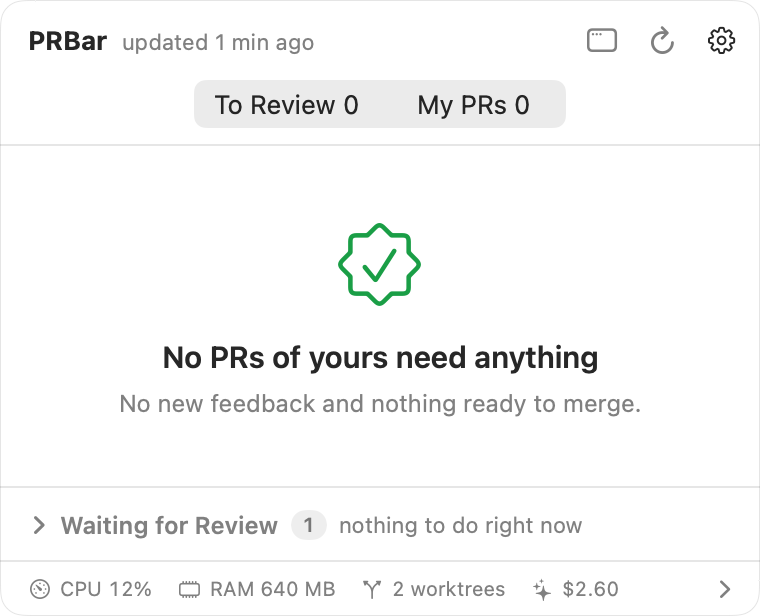 PRBar updated 1 min ago
To Review 0 My PRs 0
No PRs of yours need anything
No new feedback and nothing ready to merge.
Waiting for Review 1 nothing to do right now
CPU 12% RAM 640 MB 2 worktrees $2.60